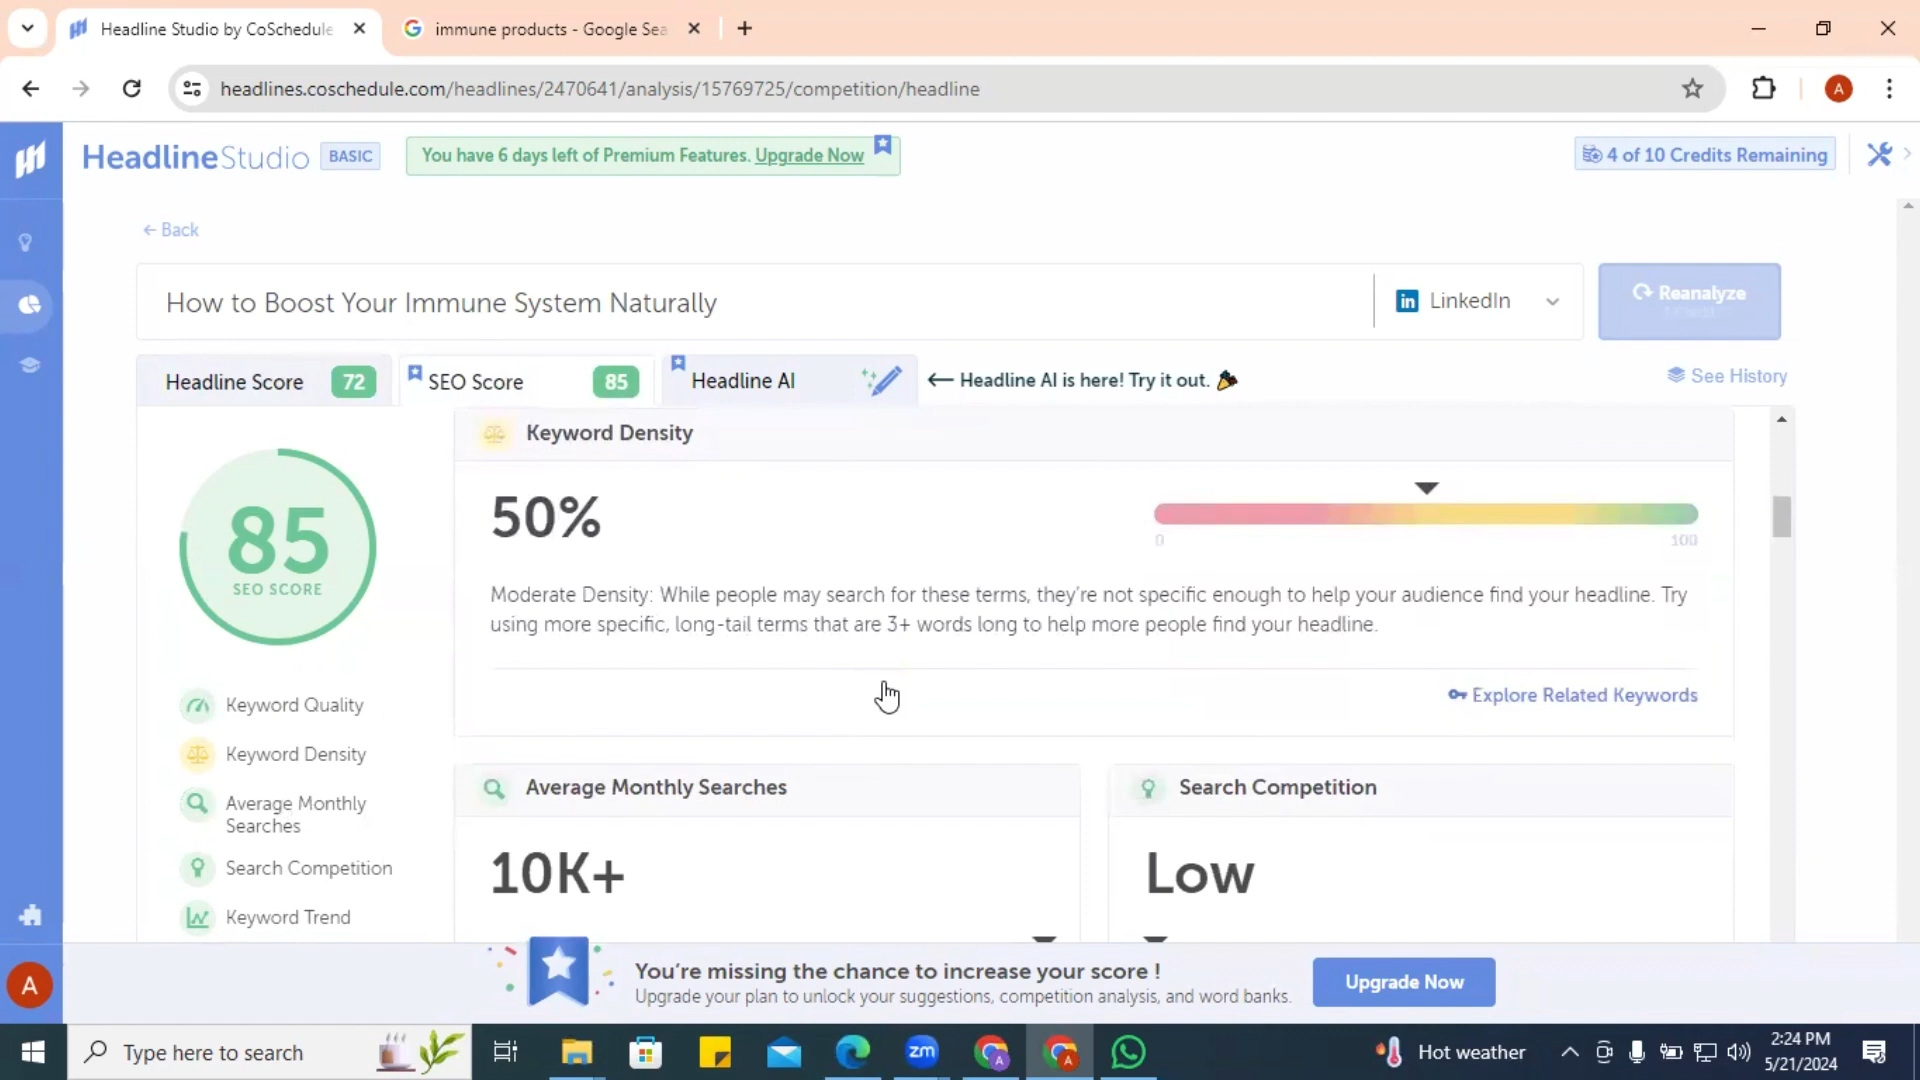 Headline Studio by CoSchedule
immune products - Google Sea
headlines.coschedule.com/headlines/2470641/analysis/15769725/competition/headline
A
HeadlineStudio BASIC
You have 6 days left of Premium Features. Upgrade Now
4 of 10 Credits Remaining
← Back
How to Boost Your Immune System Naturally
in LinkedIn
Reanalyze
Headline Score 72
SEO Score 85
Headline AI
← Headline AI is here! Try it out.
See History
85
SEO SCORE
Keyword Quality
Keyword Density
Average Monthly
Searches
Search Competition
Keyword Trend
Keyword Density
50%
0 100
Moderate Density: While people may search for these terms, they're not specific enough to help your audience find your headline. Try
using more specific, long-tail terms that are 3+ words long to help more people find your headline.
Explore Related Keywords
Average Monthly Searches
10K+
Search Competition
Low
A
You're missing the chance to increase your score !
Upgrade your plan to unlock your suggestions, competition analysis, and word banks.
Upgrade Now
Type here to search
zm
A
A
Hot weather
2:24 PM
5/21/2024